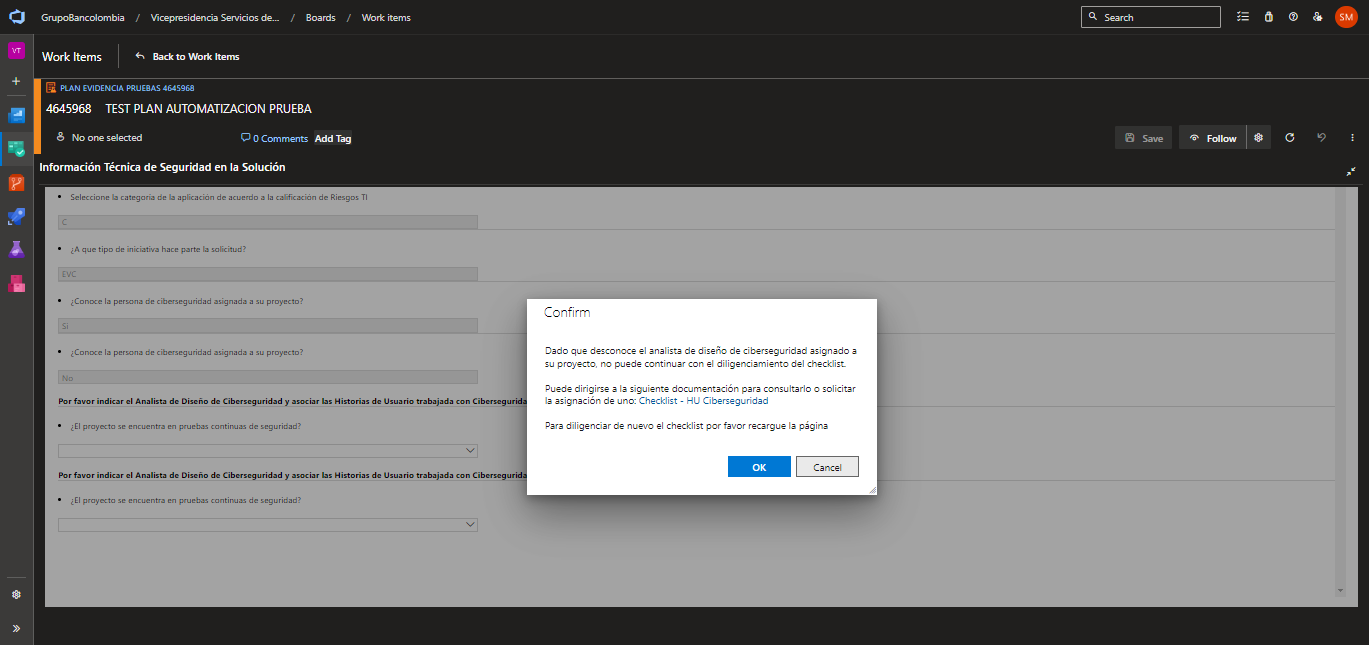 GrupoBancolombia / Vicepresidencia Servicios de... / Boards / Work items
Search
SM
VT
Work Items
Back to Work Items
PLAN EVIDENCIA PRUEBAS 4645968
4645968 TEST PLAN AUTOMATIZACION PRUEBA
No one selected
0 Comments
Add Tag
Save
Follow
Información Técnica de Seguridad en la Solución
• Seleccione la categoria de la aplicación de acuerdo a la calificación de Riesgos TI
C
• ¿A que tipo de iniciativa hace parte la solicitud?
EVC
• ¿Conoce la persona de ciberseguridad asignada a su proyecto?
Si
• ¿Conoce la persona de ciberseguridad asignada a su proyecto?
No
Por favor indicar el Analista de Diseño de Ciberseguridad y asociar las Historias de Usuario trabajada con Cibersegurida
• ¿El proyecto se encuentra en pruebas continuas de seguridad?
Por favor indicar el Analista de Diseño de Ciberseguridad y asociar las Historias de Usuario trabajada con Cibersegurida
• ¿El proyecto se encuentra en pruebas continuas de seguridad?
Confirm
Dado que desconoce el analista de diseño de ciberseguridad asignado a
su proyecto, no puede continuar con el diligenciamiento del checklist.
Puede dirigirse a la siguiente documentación para consultarlo o solicitar
la asignación de uno: Checklist - HU Ciberseguridad
Para diligenciar de nuevo el checklist por favor recargue la página
OK
Cancel